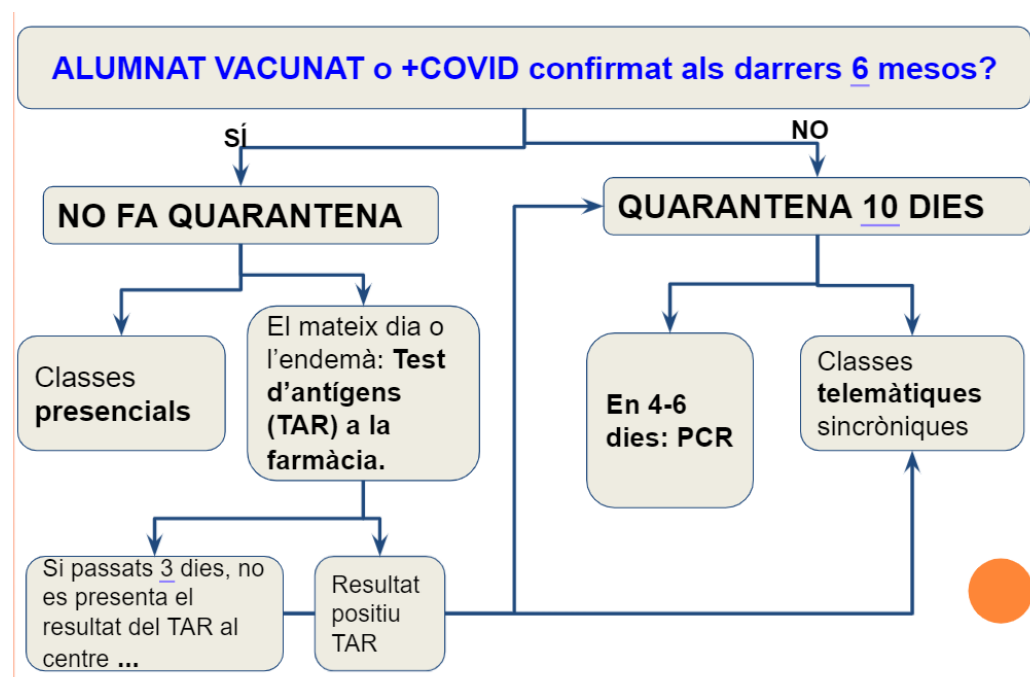 ALUMNAT VACUNAT o +COVID confirmat als darrers 6 mesos?
SÍ
NO
NO FA QUARANTENA
QUARANTENA 10 DIES
Classes
presencials
El mateix dia o
l’endemà: Test
d’antígens
(TAR) a la
farmàcia.
En 4-6
dies: PCR
Classes
telemàtiques
sincròniques
Si passats 3 dies, no
es presenta el
resultat del TAR al
centre ...
Resultat
positiu
TAR